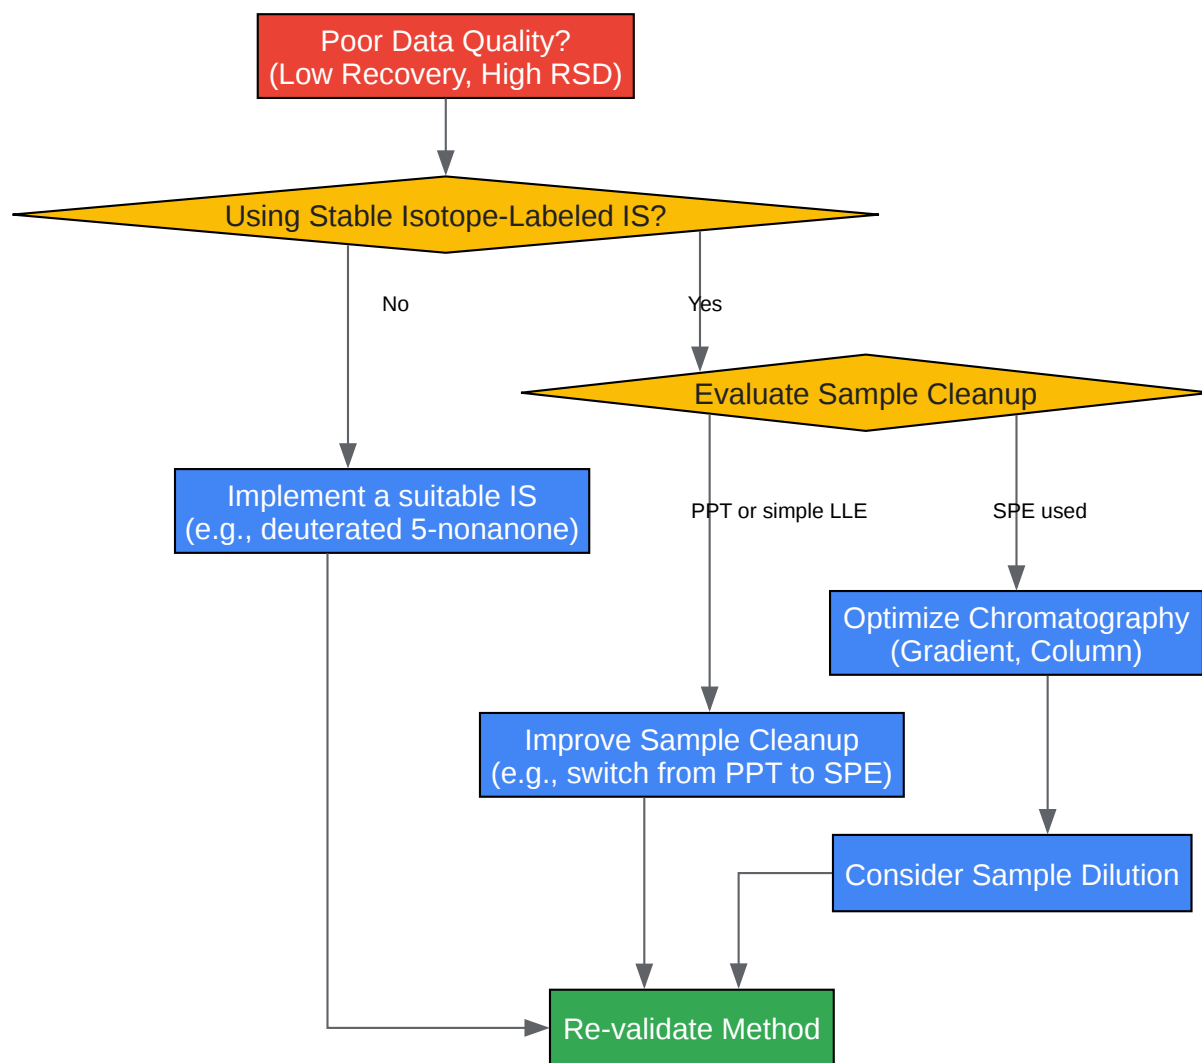 Poor Data Quality?
(Low Recovery, High RSD)
Using Stable Isotope-Labeled IS?
No
Yes
Evaluate Sample Cleanup
Implement a suitable IS
(e.g., deuterated 5-nonanone)
PPT or simple LLE
SPE used
Optimize Chromatography
(Gradient, Column)
Improve Sample Cleanup
(e.g., switch from PPT to SPE)
Consider Sample Dilution
Re-validate Method